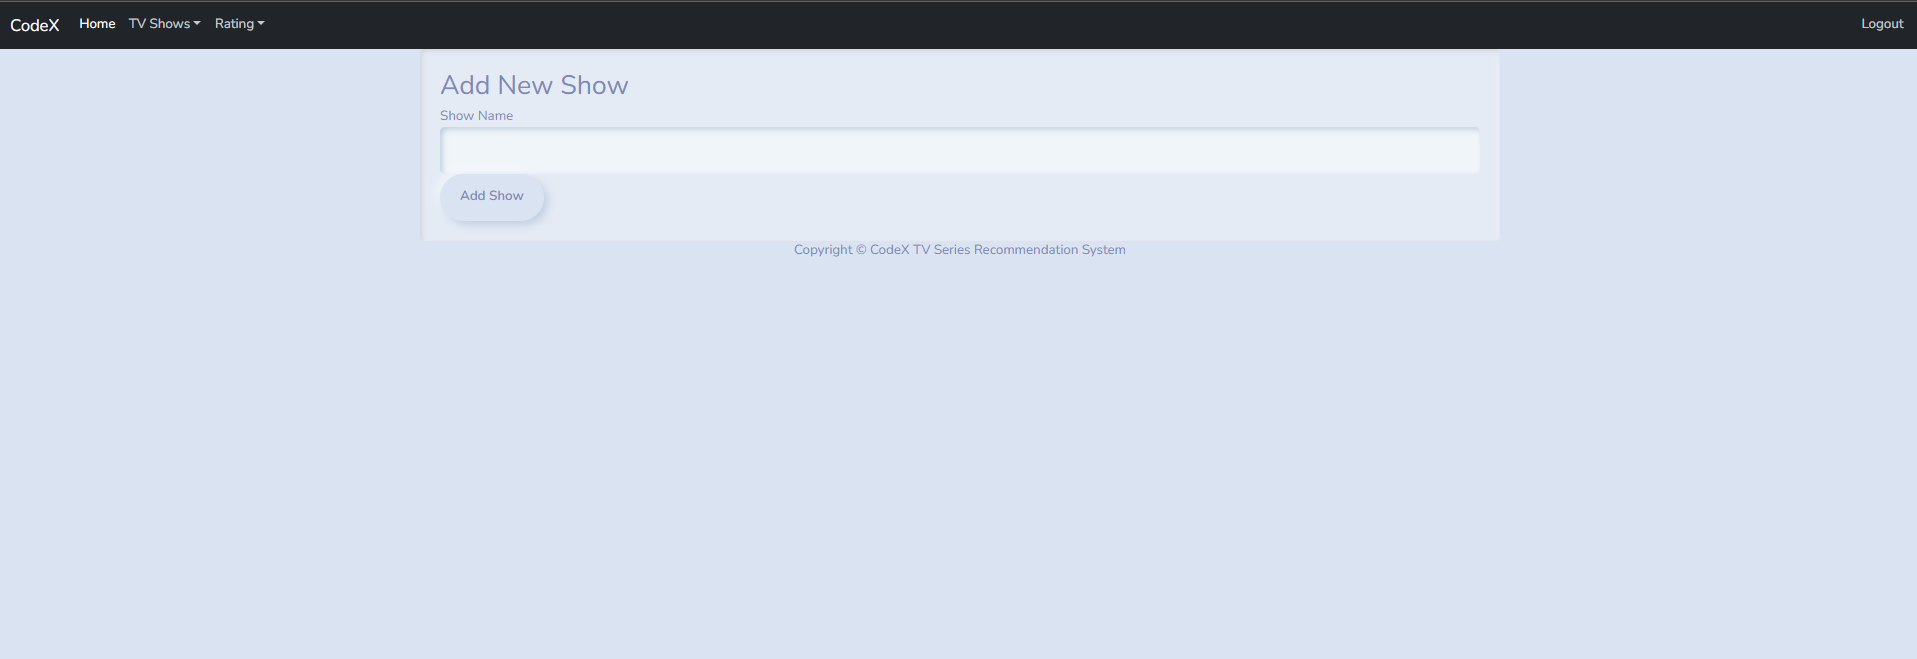 CodeX Home TV Shows Rating Logout
Add New Show
Show Name
Add Show
Copyright © CodeX TV Series Recommendation System